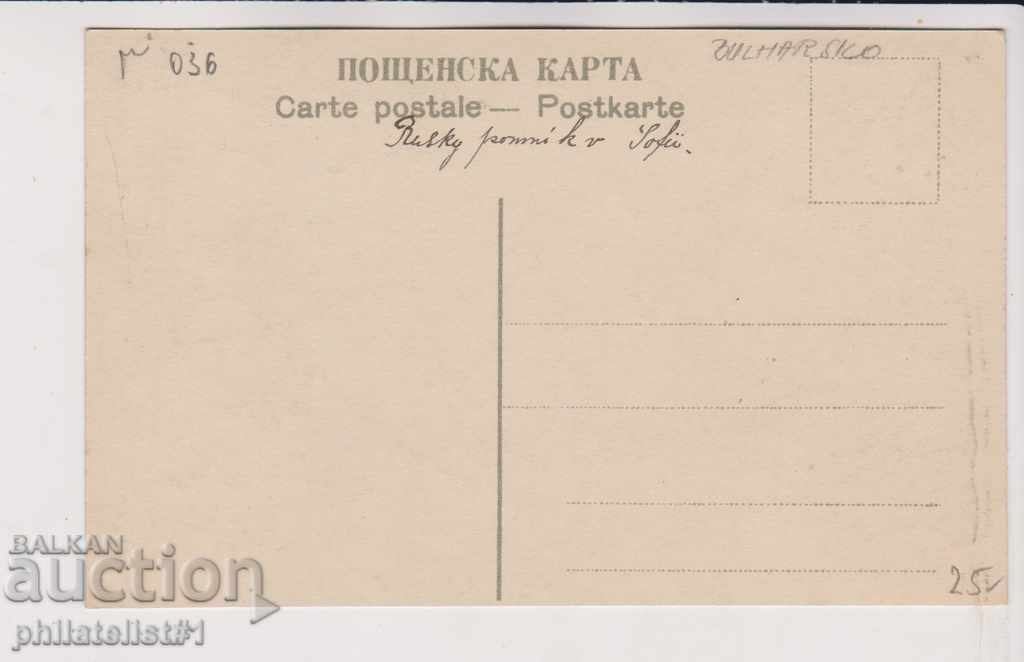 036
BULHARSKO
ПОЩЕНСКА КАРТА
Carte postale — Postkarte
Rusky pomník v Sofii.
25
BALKAN
auction
philatelist#1